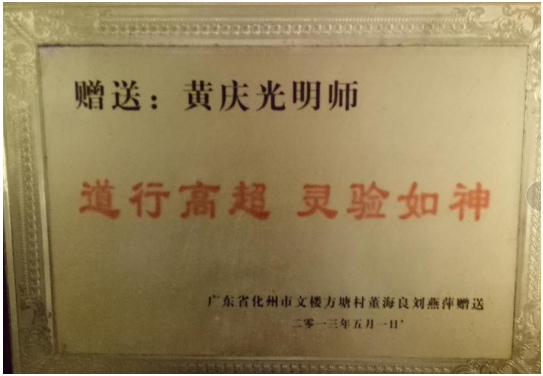 赠送：黄庆光明师
道行高超 灵验如神
广东省化州市文楼方塘村董海良刘燕萍赠送
二零一三年五月一日